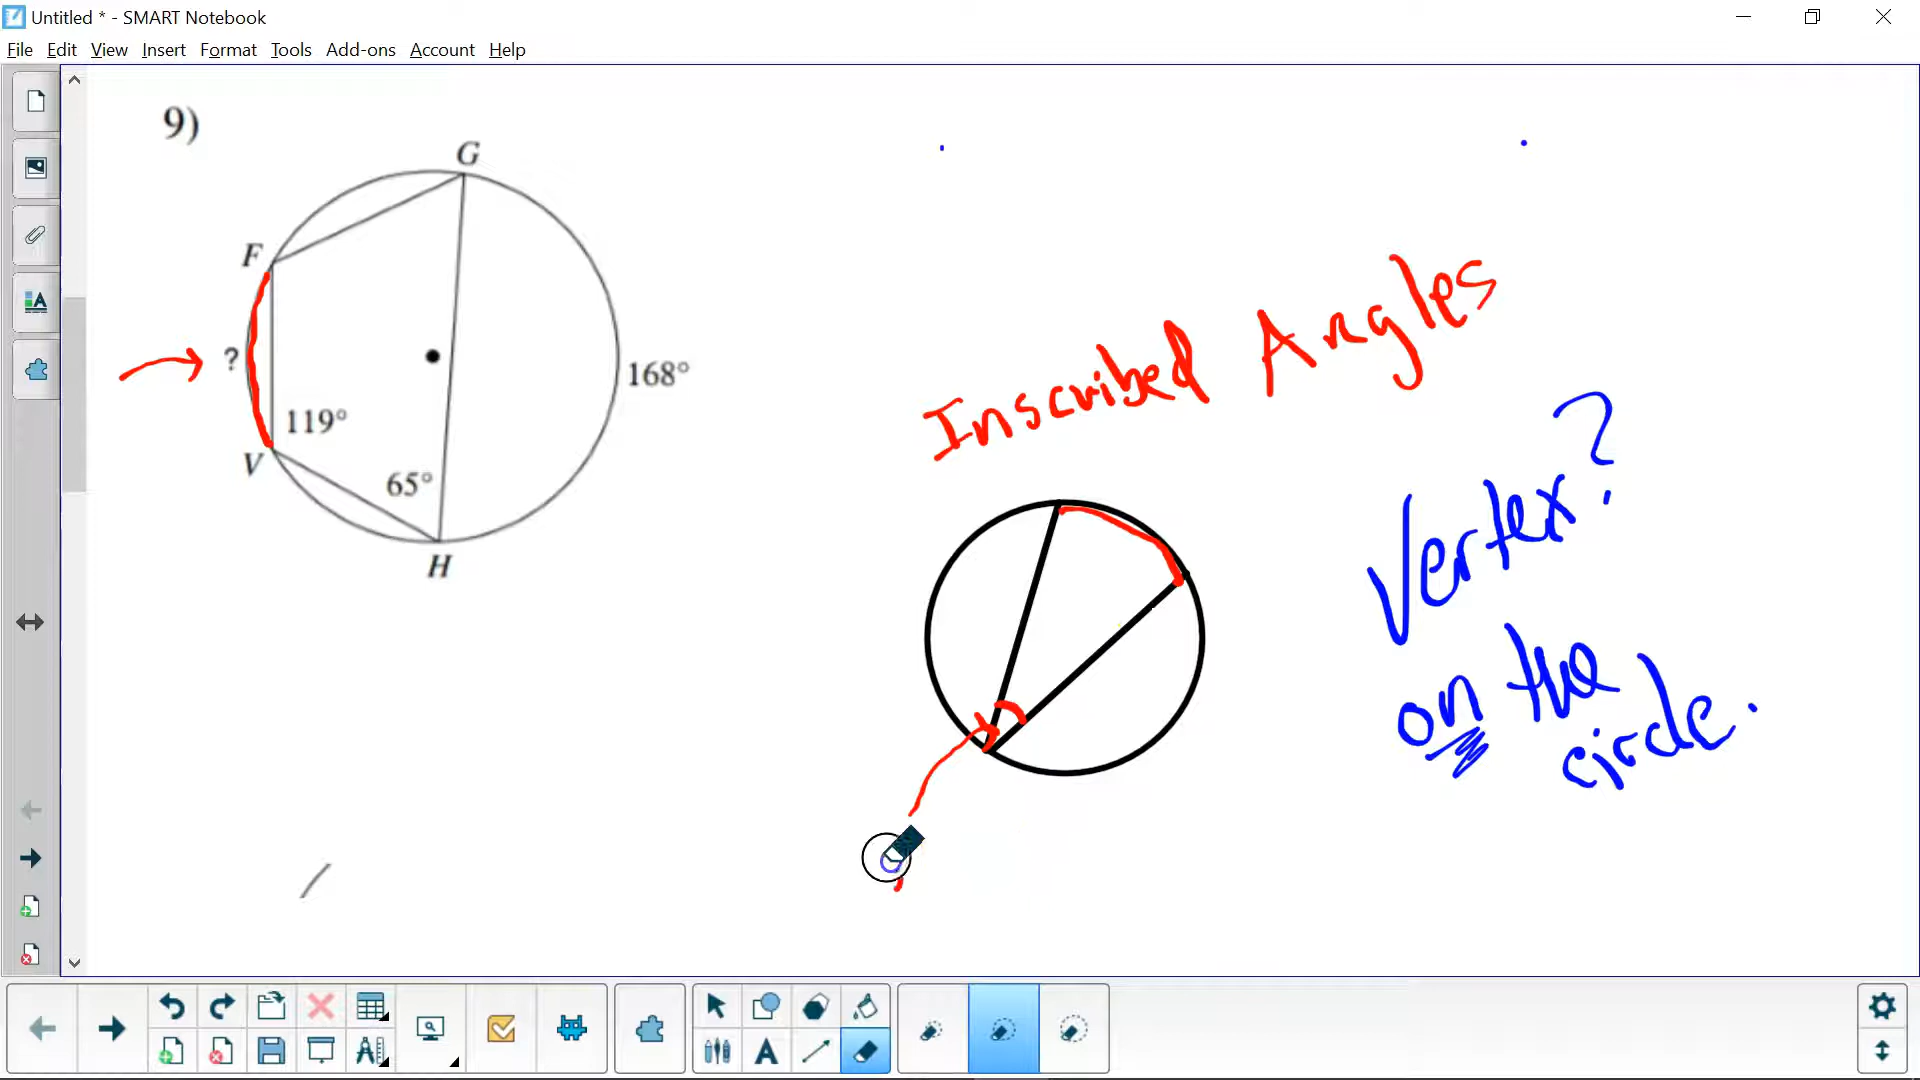 Untitled * - SMART Notebook
File Edit View Insert Format Tools Add-ons Account Help
9)
G
F
?
168°
119°
V
65°
H
Inscribed Angles
Vertex?
on the
circle.